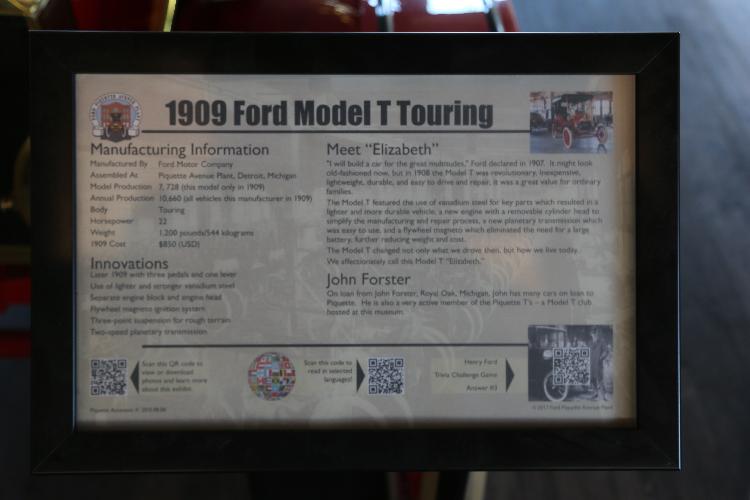 1909 Ford Model T Touring
Manufacturing Information
Manufactured By Ford Motor Company
Assembled At Piquette Avenue Plant, Detroit, Michigan
Model Production 7, 728 (this model only in 1909)
Annual Production 10,660 (all vehicles this manufacturer in 1909)
Body Touring
Horsepower 22
Weight 1,200 pounds/544 kilograms
1909 Cost $850 (USD)
Innovations
Later 1909 with three pedals and one lever
Use of lighter and stronger vanadium steel
Separate engine block and engine head
Flywheel magneto ignition system
Three-point suspension for rough terrain
Two-speed planetary transmission
Meet "Elizabeth"
"I will build a car for the great multitudes," Ford declared in 1907. It might look
old-fashioned now, but in 1908 the Model T was revolutionary. Inexpensive,
lightweight, durable, and easy to drive and repair, it was a great value for ordinary
families.
The Model T featured the use of vanadium steel for key parts which resulted in a
lighter and more durable vehicle, a new engine with a removable cylinder head to
simplify the manufacturing and repair process, a new planetary transmission which
was easy to use, and a flywheel magneto which eliminated the need for a large
battery, further reducing weight and cost.
The Model T changed not only what we drove then, but how we live today.
We affectionately call this Model T "Elizabeth."
John Forster
On loan from John Forster, Royal Oak, Michigan, John has many cars on loan to
Piquette. He is also a very active member of the Piquette T's – a Model T club
hosted at this museum.
Scan this QR code to
view or download
photos and learn more
about this exhibit.
Scan this code to
read in selected
languages!
Henry Ford
Trivia Challenge Game
Answer #3
© 2017 Ford Piquette Avenue Plant